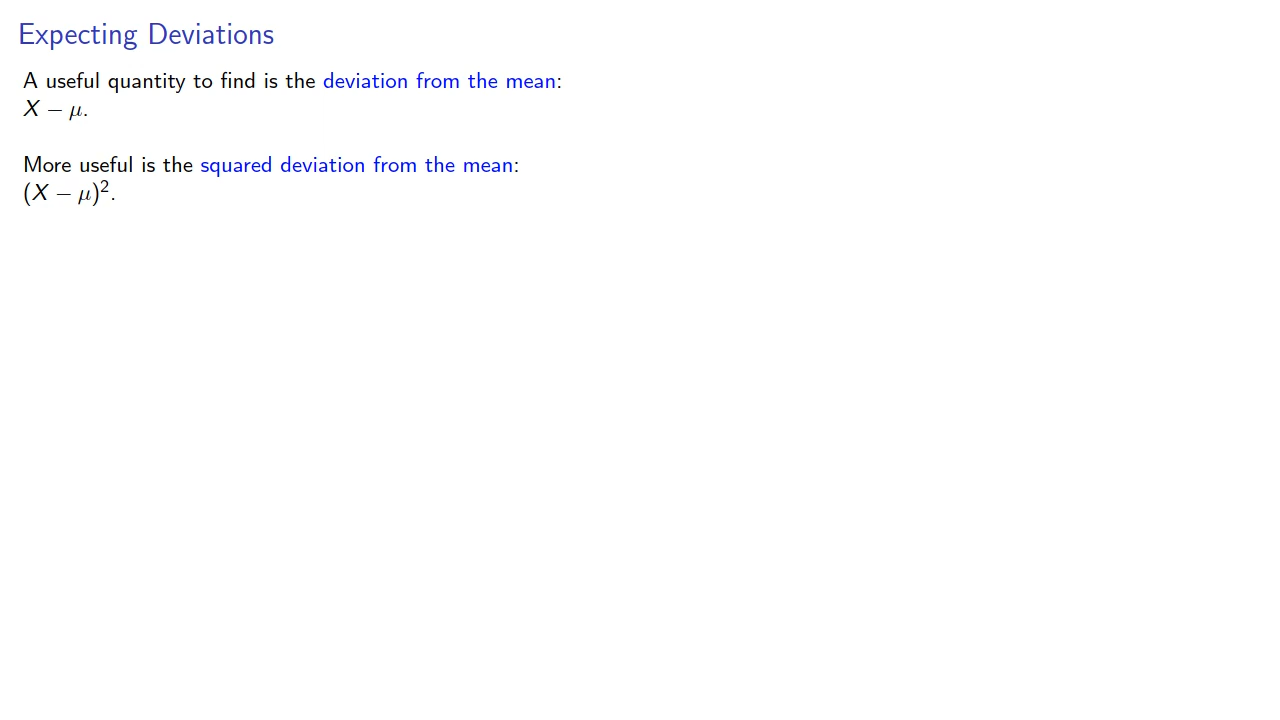 Expecting Deviations
A useful quantity to find is the deviation from the mean:
X − μ.
More useful is the squared deviation from the mean:
(X − μ)².